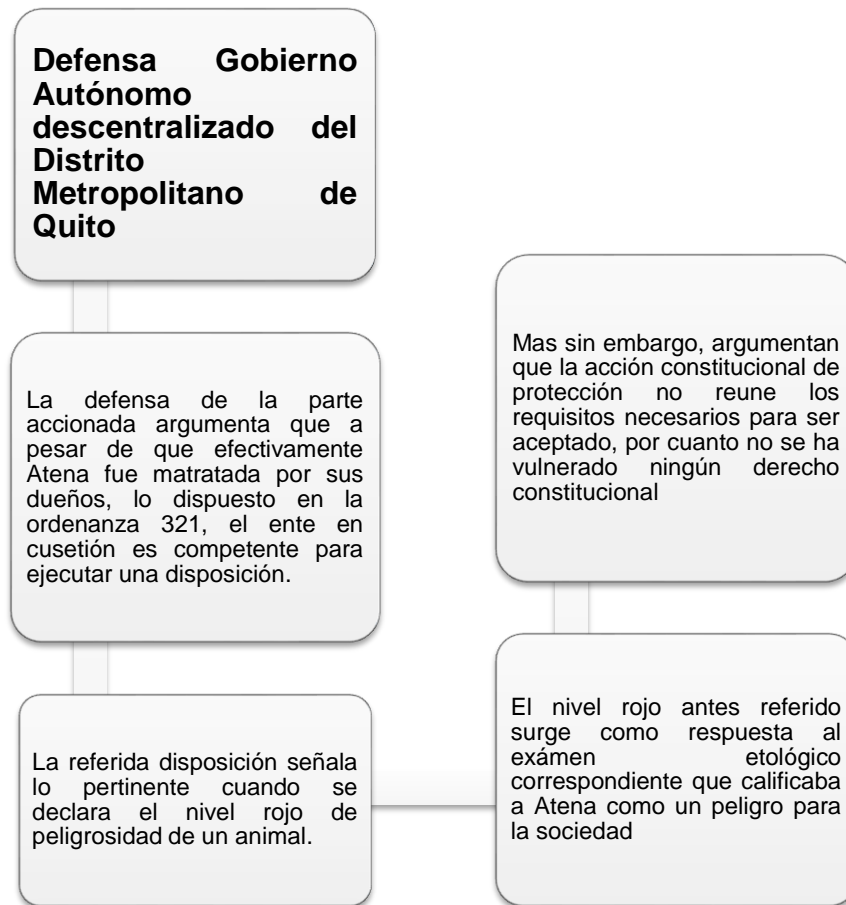 Defensa Gobierno
Autónomo
descentralizado del
Distrito
Metropolitano de
Quito
La defensa de la parte
accionada argumenta que a
pesar de que efectivamente
Atena fue matratada por sus
dueños, lo dispuesto en la
ordenanza 321, el ente en
cusetión es competente para
ejecutar una disposición.
La referida disposición señala
lo pertinente cuando se
declara el nivel rojo de
peligrosidad de un animal.
El nivel rojo antes referido
surge como respuesta al
exámen etológico
correspondiente que calificaba
a Atena como un peligro para
la sociedad
Mas sin embargo, argumentan
que la acción constitucional de
protección no reune los
requisitos necesarios para ser
aceptado, por cuanto no se ha
vulnerado ningún derecho
constitucional